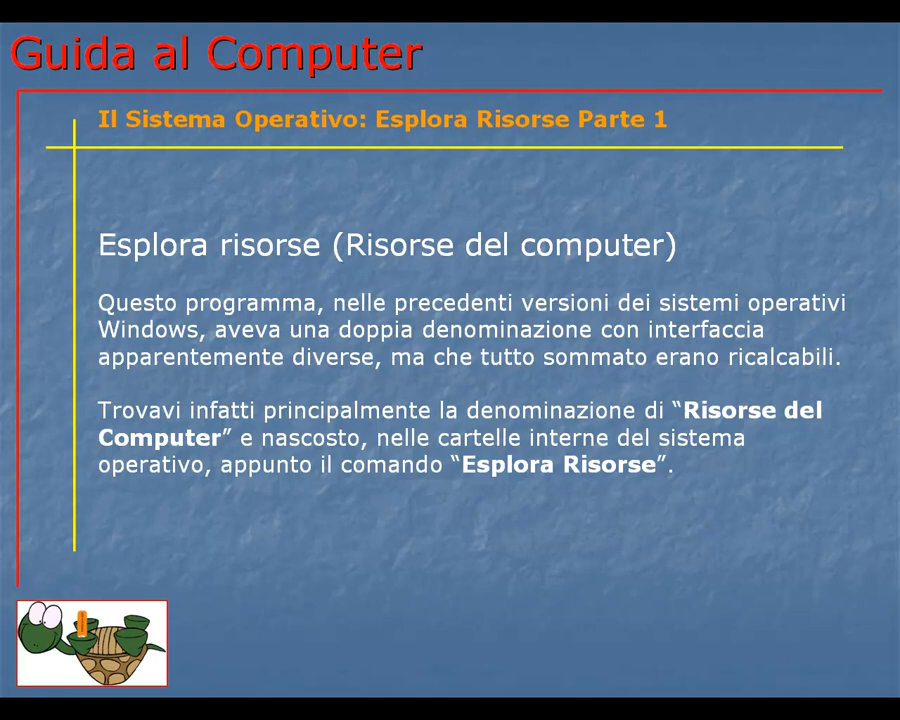 Guida al Computer
Il Sistema Operativo: Esplora Risorse Parte 1
Esplora risorse (Risorse del computer)
Questo programma, nelle precedenti versioni dei sistemi operativi
Windows, aveva una doppia denominazione con interfaccia
apparentemente diverse, ma che tutto sommato erano ricalcabili.
Trovavi infatti principalmente la denominazione di “Risorse del
Computer” e nascosto, nelle cartelle interne del sistema
operativo, appunto il comando “Esplora Risorse”.